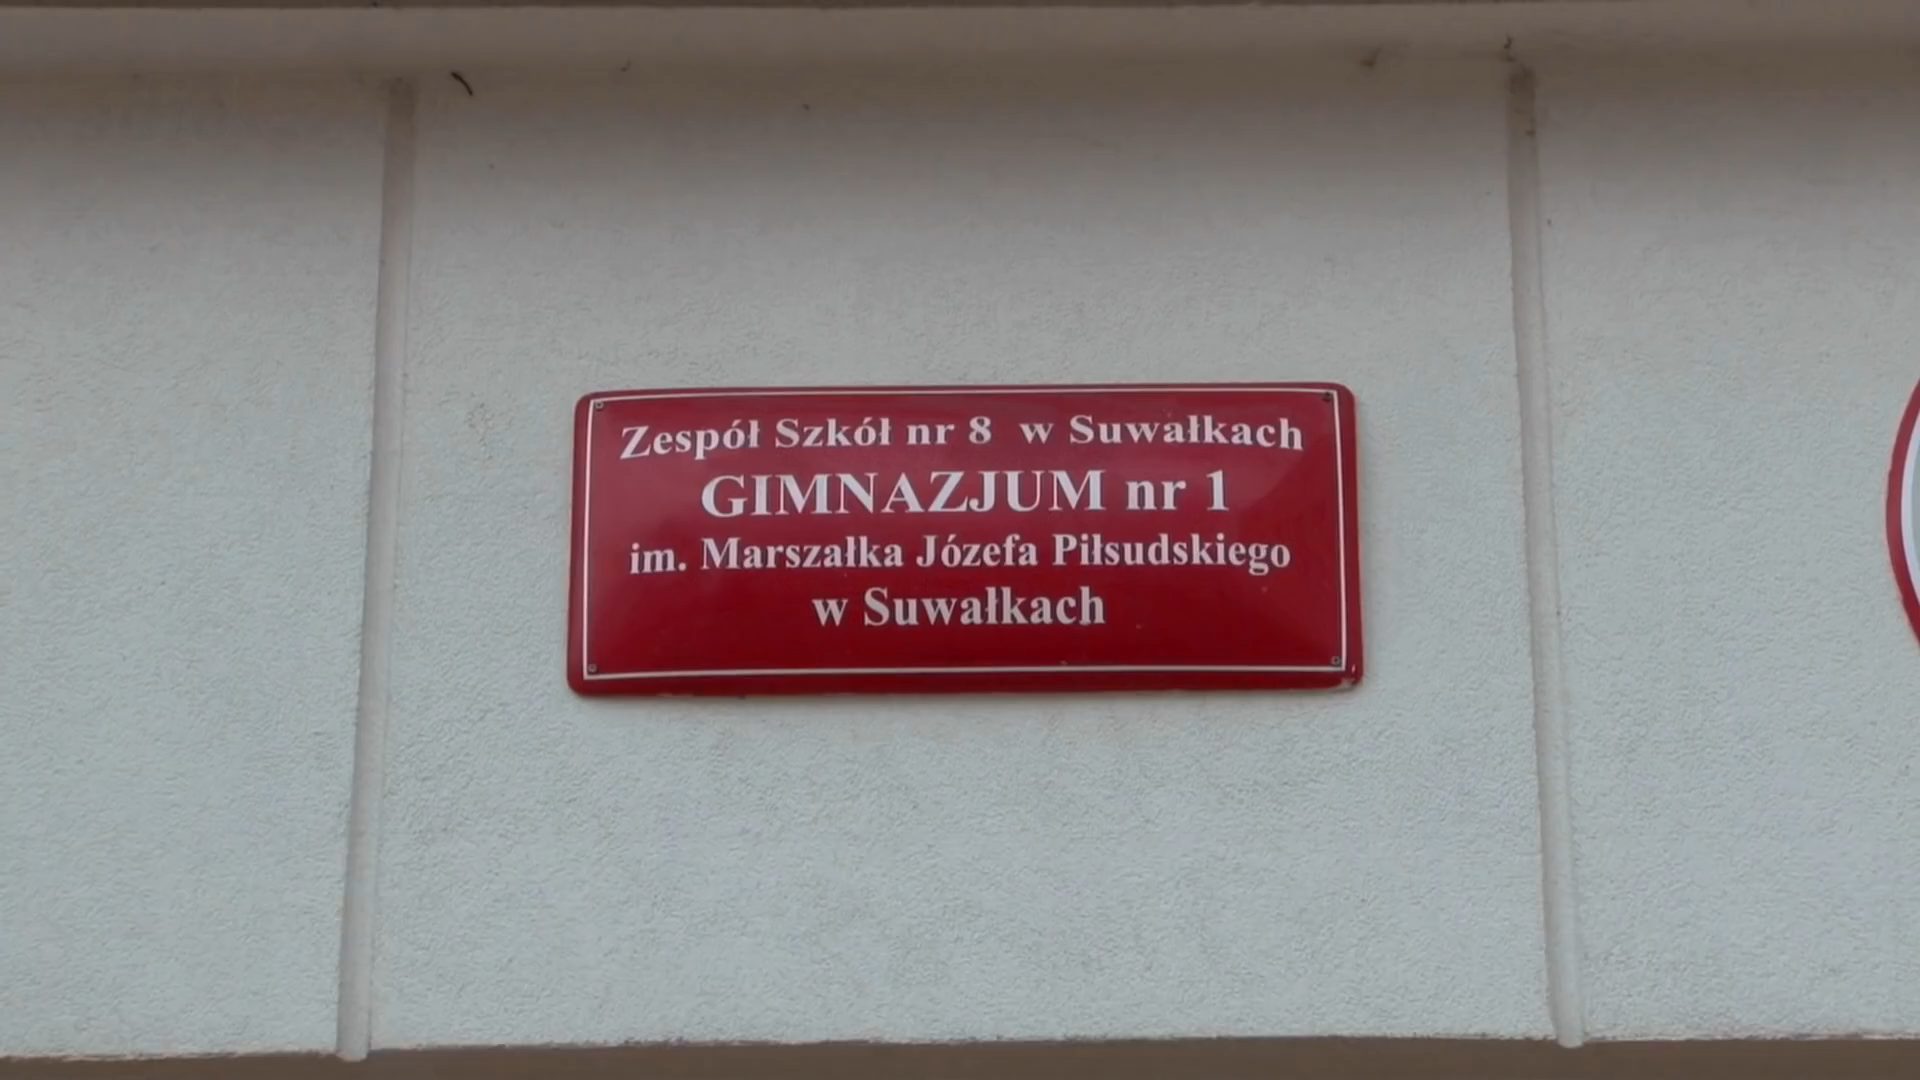 Zespół Szkół nr 8 w Suwałkach
GIMNAZJUM nr 1
im. Marszałka Józefa Piłsudskiego
w Suwałkach